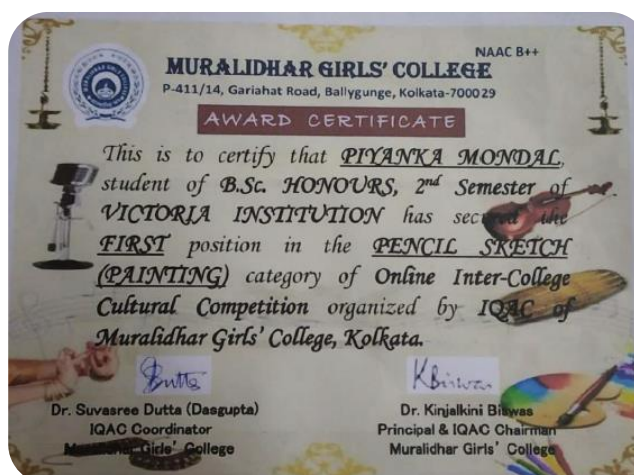 NAAC B++
MURALIDHAR GIRLS' COLLEGE
P-411/14, Gariahat Road, Ballygunge, Kolkata-700029
AWARD CERTIFICATE
This is to certify that PIYANKA MONDAL,
student of B.Sc. HONOURS, 2nd Semester of
VICTORIA INSTITUTION has secured the
FIRST position in the PENCIL SKETCH
(PAINTING) category of Online Inter-College
Cultural Competition organized by IQAC of
Muralidhar Girls' College, Kolkata.
SDutta
KBiswas
Dr. Suvasree Dutta (Dasgupta)
Dr. Kinjalkini Biswas
IQAC Coordinator
Principal & IQAC Chairman
Muralidhar Girls' College
Muralidhar Girls' College